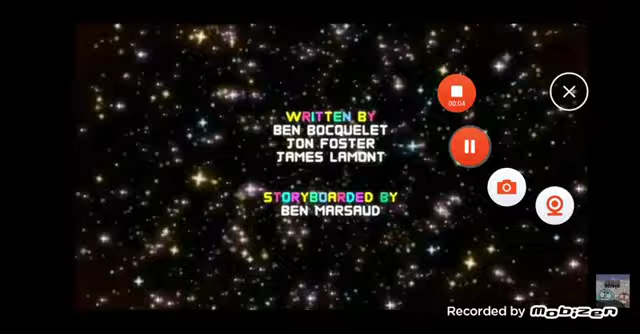 WRITTEN BY
BEN BOCQUELET
JON FOSTER
JAMES LAMONT
STORYBOARDED BY
BEN MARSAUD
00:04
Recorded by mobizen